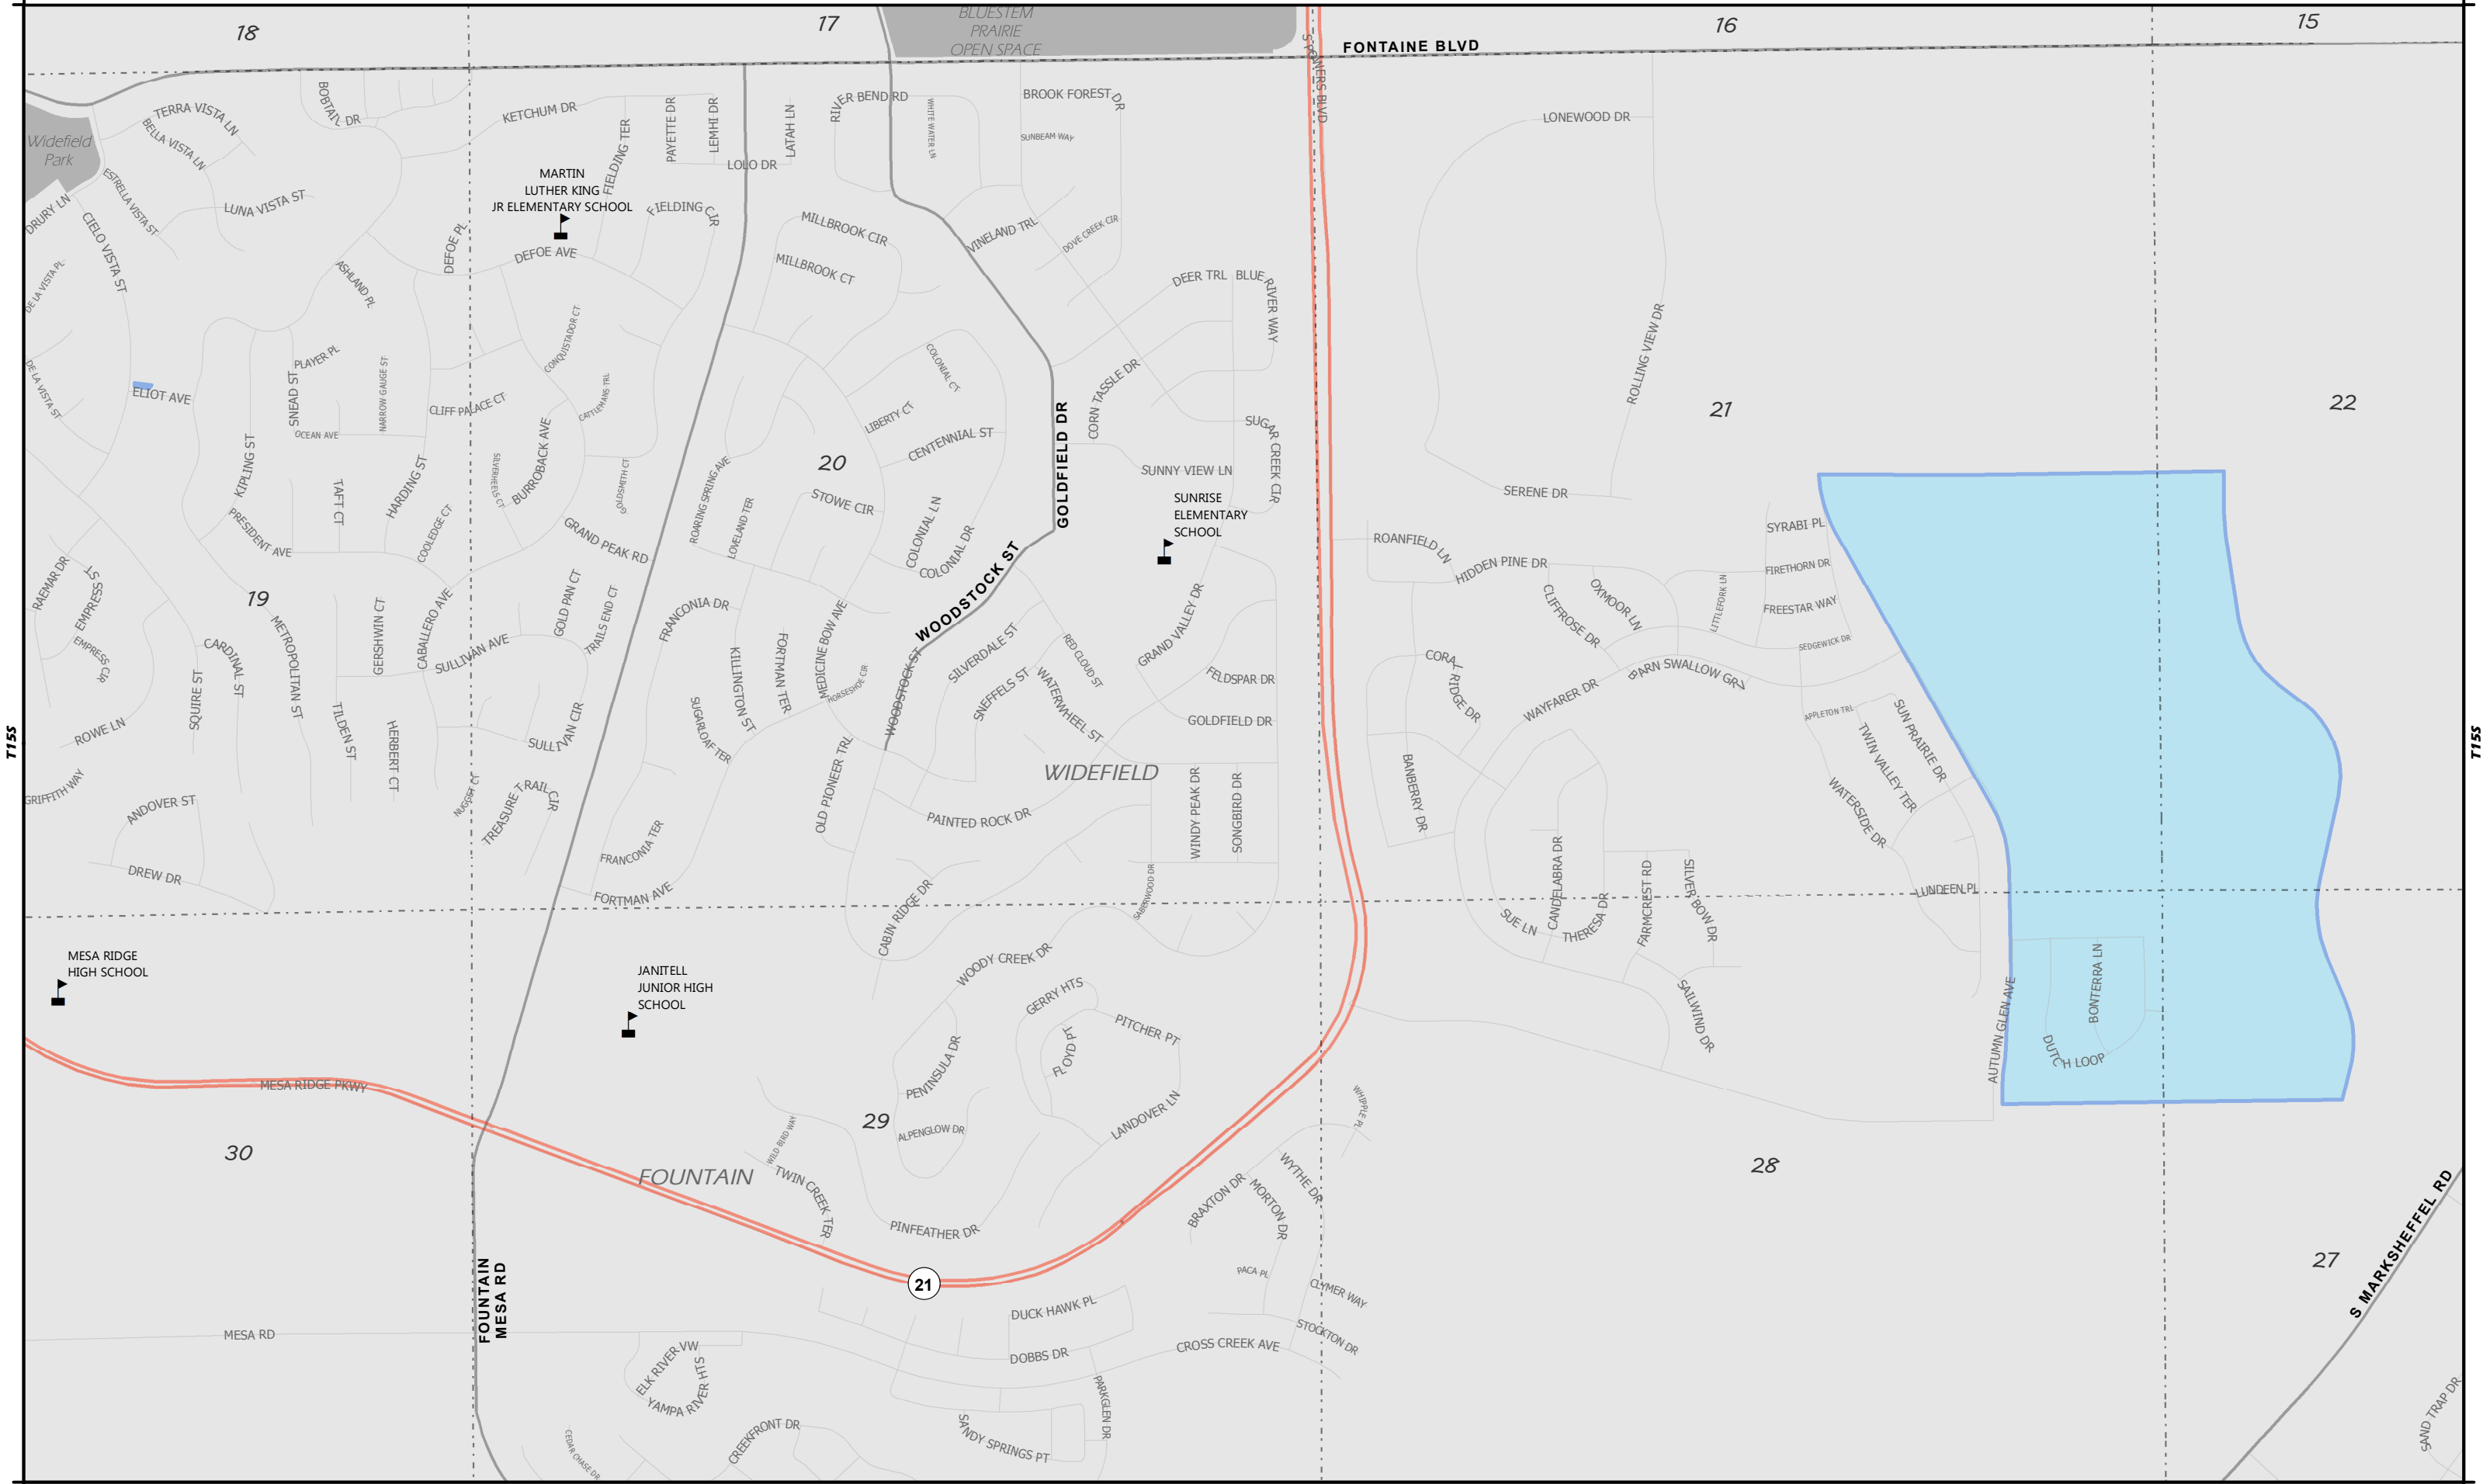 BLUESTEM
PRAIRIE
OPEN SPACE
18
17
16
15
FONTAINE BLVD
S POWERS BLVD
Widefield
Park
TERRA VISTA LN
BELLA VISTA LN
BOBTAIL DR
KETCHUM DR
FIELDING TER
PAYETTE DR
LEMHI DR
LATAH LN
LOLO DR
RIVER BEND RD
WHITE WATER LN
BROOK FOREST DR
SUNBEAM WAY
LONEWOOD DR
ESTRELLA VISTA ST
LUNA VISTA ST
DRURY LN
CIELO VISTA ST
DE LA VISTA PL
DE LA VISTA ST
MARTIN
LUTHER KING
JR ELEMENTARY SCHOOL
FIELDING CIR
DEFOE PL
DEFOE AVE
ASHLAND PL
MILLBROOK CIR
MILLBROOK CT
VINELAND TRL
DOVE CREEK CIR
DEER TRL
BLUE RIVER WAY
ROLLING VIEW DR
CONQUISTADOR CT
CATTLEMANS TRL
PLAYER PL
SNEAD ST
NARROW GAUGE ST
ELIOT AVE
OCEAN AVE
CLIFF PALACE CT
COLONIAL CT
LIBERTY CT
CENTENNIAL ST
CORN TASSLE DR
GOLDFIELD DR
SUGAR CREEK CIR
SUNNY VIEW LN
21
22
20
KIPLING ST
TAFT CT
HARDING ST
SILVERHEELS CT
BURROBACK AVE
GOLDSMITH CT
ROARING SPRING AVE
LOVELAND TER
STOWE CIR
COLONIAL LN
COLONIAL DR
SUNRISE
ELEMENTARY
SCHOOL
SERENE DR
PRESIDENT AVE
COOLEDGE CT
GRAND PEAK RD
WOODSTOCK ST
ROANFIELD LN
HIDDEN PINE DR
SYRABI PL
FIRETHORN DR
FREESTAR WAY
SEDGEWICK DR
LITTLEFORK LN
OXMOOR LN
CLIFFROSE DR
RAEMAR DR
EMPRESS ST
EMPRESS CIR
19
CARDINAL ST
SQUIRE ST
METROPOLITAN ST
GERSHWIN CT
CABALLERO AVE
SULLIVAN AVE
GOLD PAN CT
TRAILS END CT
FRANCONIA DR
KILLINGTON ST
FORTMAN TER
MEDICINE BOW AVE
HORSESHOE CIR
WOODSTOCK ST
SILVERDALE ST
SNEFFELS ST
RED CLOUD ST
WATERWHEEL ST
GRAND VALLEY DR
FELDSPAR DR
GOLDFIELD DR
CORAL RIDGE DR
WAYFARER DR
BARN SWALLOW GRV
APPLETON TRL
SUN PRAIRIE DR
TWIN VALLEY TER
WATERSIDE DR
T15S
T15S
ROWE LN
GRIFFITH WAY
ANDOVER ST
DREW DR
TILDEN ST
HERBERT CT
SULLIVAN CIR
NUGGET CT
TREASURE TRAIL CIR
SUGARLOAF TER
FRANCONIA TER
FORTMAN AVE
OLD PIONEER TRL
PAINTED ROCK DR
WIDEFIELD
WINDY PEAK DR
SONGBIRD DR
SABERWOOD DR
BANBERRY DR
CANDELABRA DR
SUE LN
THERESA DR
FARMCREST RD
SILVER BOW DR
LUNDEEN PL
CABIN RIDGE DR
MESA RIDGE
HIGH SCHOOL
JANITELL
JUNIOR HIGH
SCHOOL
WOODY CREEK DR
GERRY HTS
FLOYD PT
PITCHER PT
LANDOVER LN
PENINSULA DR
ALPENGLOW DR
SAILWIND DR
AUTUMN GLEN AVE
BONTERRA LN
DUTCH LOOP
MESA RIDGE PKWY
30
29
28
27
WILD BIRD WAY
FOUNTAIN
TWIN CREEK TER
PINFEATHER DR
WHIPPLE PL
WYTHE DR
BRAXTON DR
MORTON DR
PACA PL
CLYMER WAY
STOCKTON DR
21
FOUNTAIN
MESA RD
MESA RD
DUCK HAWK PL
DOBBS DR
CROSS CREEK AVE
ELK RIVER VW
YAMPA RIVER HTS
PARKGLEN DR
SANDY SPRINGS PT
CREEKFRONT DR
CEDAR CHASE DR
S MARKSHEFFEL RD
SAND TRAP DR